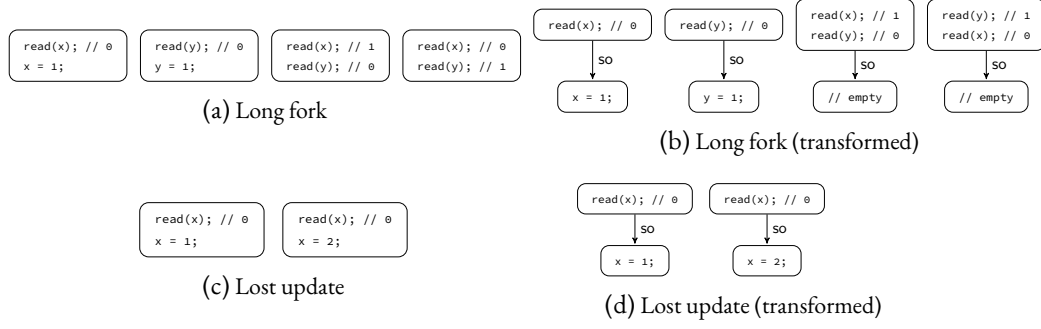 read(x); // 0
x = 1;
read(y); // 0
y = 1;
read(x); // 1
read(y); // 0
read(x); // 0
read(y); // 1
(a) Long fork
read(x); // 0
so
x = 1;
read(y); // 0
so
y = 1;
read(x); // 1
read(y); // 0
so
// empty
read(y); // 1
read(x); // 0
so
// empty
(b) Long fork (transformed)
read(x); // 0
x = 1;
read(x); // 0
x = 2;
(c) Lost update
read(x); // 0
so
x = 1;
read(x); // 0
so
x = 2;
(d) Lost update (transformed)